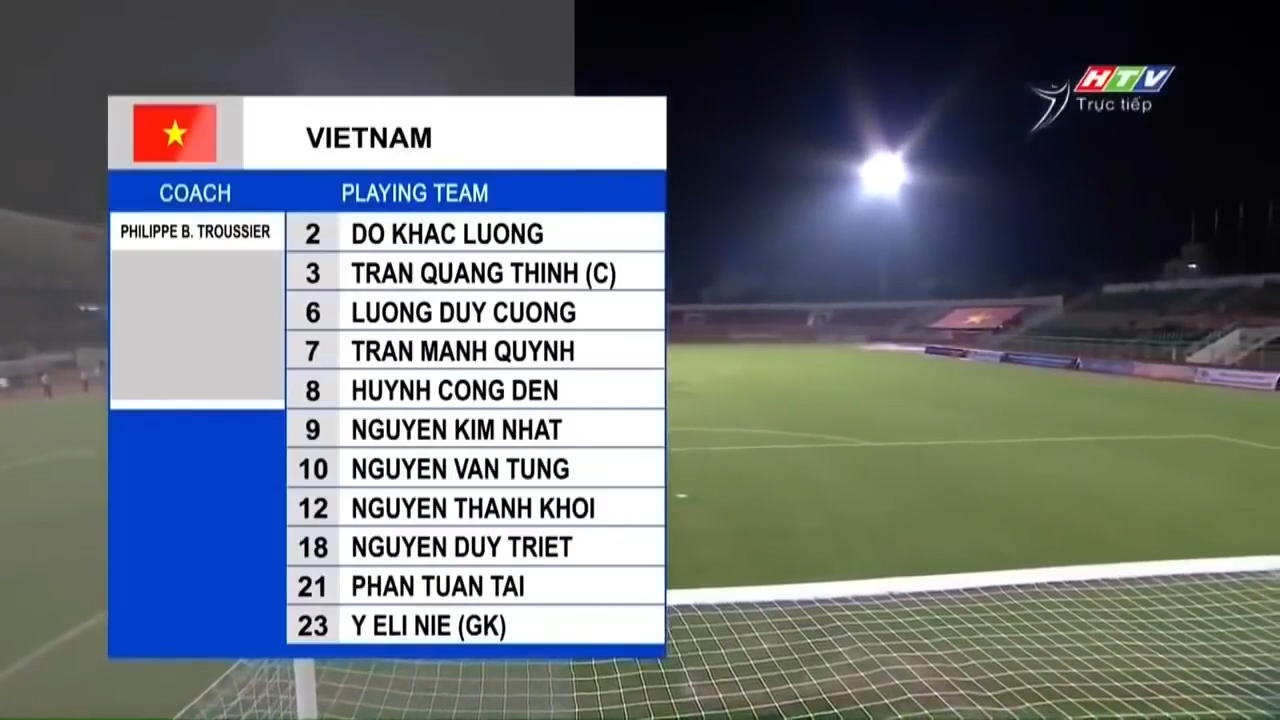 HTV
Trực tiếp
VIETNAM
COACH
PLAYING TEAM
PHILIPPE B. TROUSSIER
2 DO KHAC LUONG
3 TRAN QUANG THINH (C)
6 LUONG DUY CUONG
7 TRAN MANH QUYNH
8 HUYNH CONG DEN
9 NGUYEN KIM NHAT
10 NGUYEN VAN TUNG
12 NGUYEN THANH KHOI
18 NGUYEN DUY TRIET
21 PHAN TUAN TAI
23 Y ELI NIE (GK)